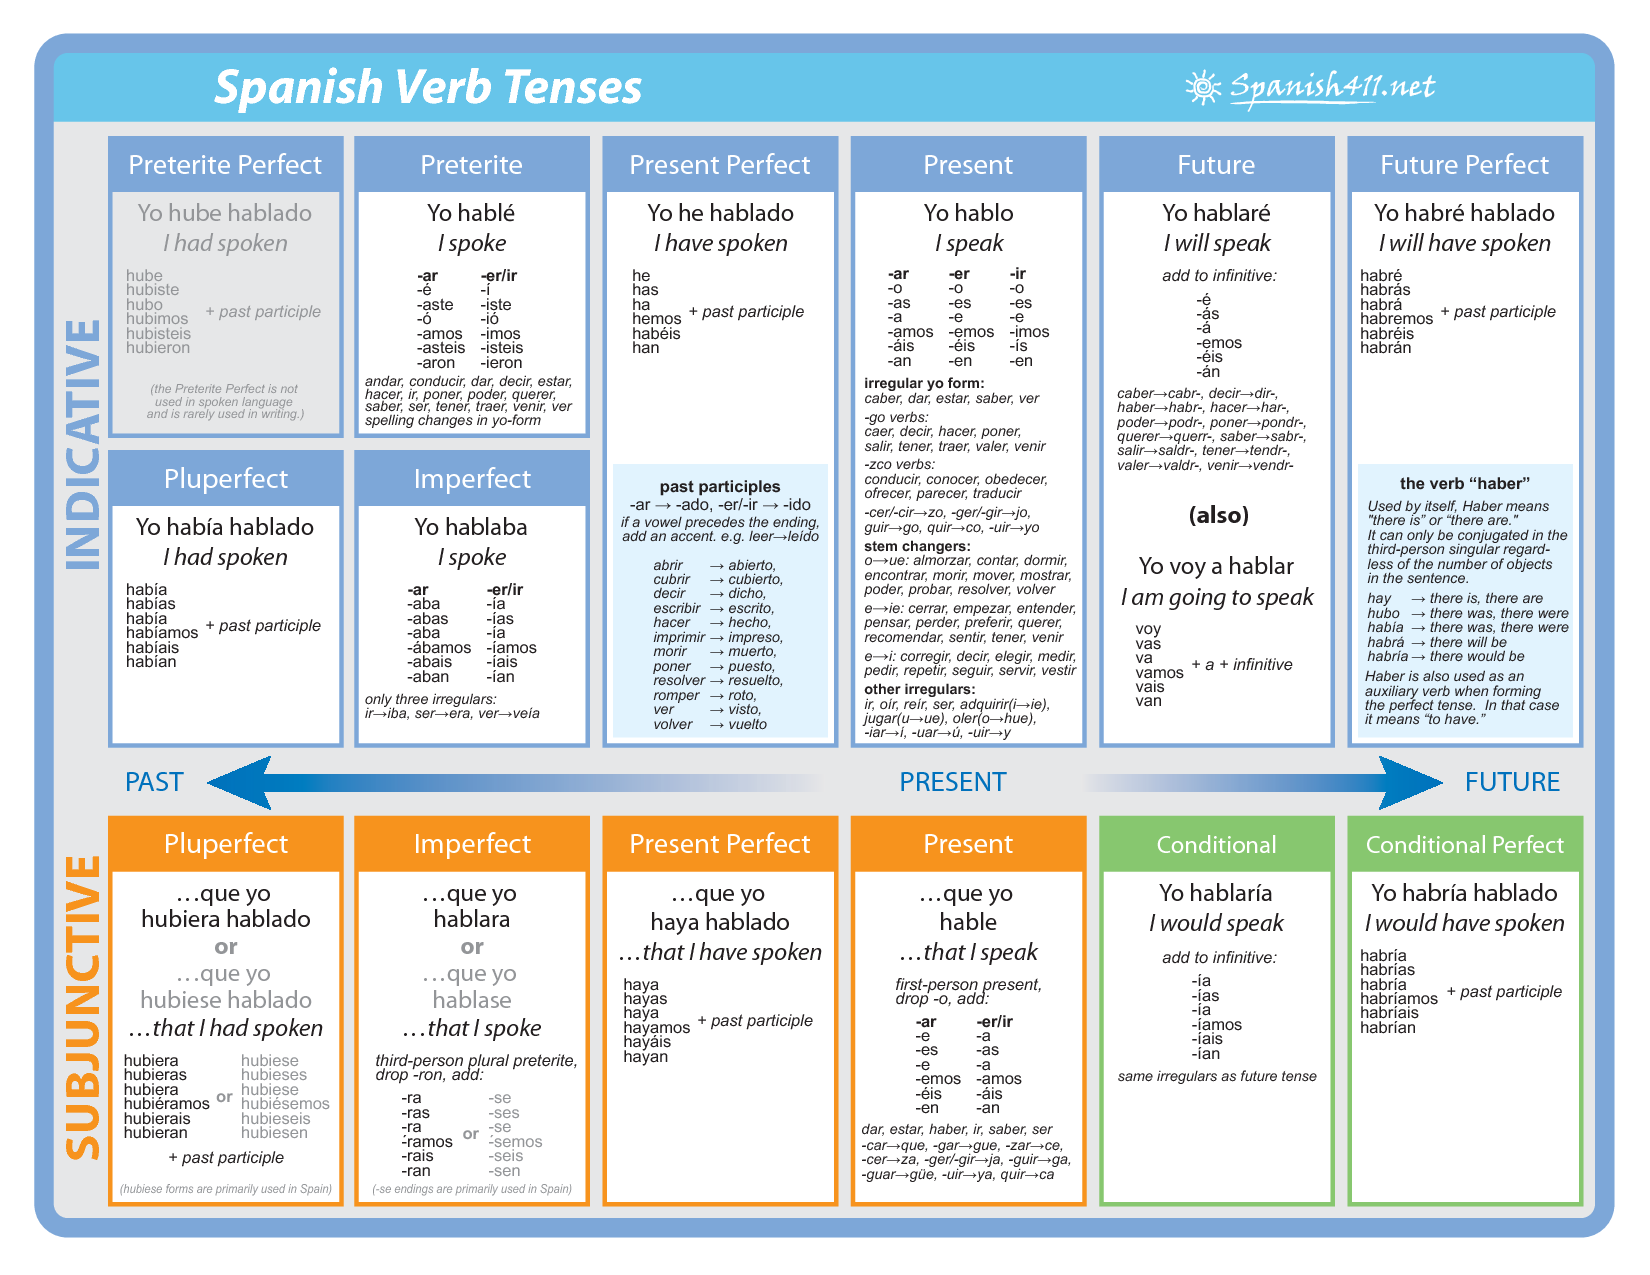 Spanish Verb Tenses
Spanish411.net
INDICATIVE
Preterite Perfect
Yo hube hablado
I had spoken
hube
hubiste
hubo
hubimos
hubisteis
hubieron
+ past participle
(the Preterite Perfect is not
used in spoken language
and is rarely used in writing.)
Preterite
Yo hablé
I spoke
-ar -er/ir
-é -í
-aste -iste
-ó -ió
-amos -imos
-asteis -isteis
-aron -ieron
andar, conducir, dar, decir, estar,
hacer, ir, poner, poder, querer,
saber, ser, tener, traer, venir, ver
spelling changes in yo-form
Pluperfect
Yo había hablado
I had spoken
había
habías
había
habíamos
habíais
habían
+ past participle
Imperfect
Yo hablaba
I spoke
-ar -er/ir
-aba -ía
-abas -ías
-aba -ía
-ábamos -íamos
-abais -íais
-aban -ían
only three irregulars:
ir→iba, ser→era, ver→veía
Present Perfect
Yo he hablado
I have spoken
he
has
ha
hemos
habéis
han
+ past participle
past participles
-ar → -ado, -er/-ir → -ido
if a vowel precedes the ending,
add an accent. e.g. leer→leído
abrir → abierto,
cubrir → cubierto,
decir → dicho,
escribir → escrito,
hacer → hecho,
imprimir → impreso,
morir → muerto,
poner → puesto,
resolver → resuelto,
romper → roto,
ver → visto,
volver → vuelto
Present
Yo hablo
I speak
-ar -er -ir
-o -o -o
-as -es -es
-a -e -e
-amos -emos -imos
-áis -éis -ís
-an -en -en
irregular yo form:
caber, dar, estar, saber, ver
-go verbs:
caer, decir, hacer, poner,
salir, tener, traer, valer, venir
-zco verbs:
conducir, conocer, obedecer,
ofrecer, parecer, traducir
-cer/-cir→zo, -ger/-gir→jo,
guir→go, quir→co, -uir→yo
stem changers:
o→ue: almorzar, contar, dormir,
encontrar, morir, mover, mostrar,
poder, probar, resolver, volver
e→ie: cerrar, empezar, entender,
pensar, perder, preferir, querer,
recomendar, sentir, tener, venir
e→i: corregir, decir, elegir, medir,
pedir, repetir, seguir, servir, vestir
other irregulars:
ir, oír, reír, ser, adquirir(i→ie),
jugar(u→ue), oler(o→hue),
-iar→í, -uar→ú, -uir→y
Future
Yo hablaré
I will speak
add to infinitive:
-é
-ás
-á
-emos
-éis
-án
caber→cabr-, decir→dir-,
haber→habr-, hacer→har-,
poder→podr-, poner→pondr-,
querer→querr-, saber→sabr-,
salir→saldr-, tener→tendr-,
valer→valdr-, venir→vendr-
(also)
Yo voy a hablar
I am going to speak
voy
vas
va
vamos
vais
van
+ a + infinitive
Future Perfect
Yo habré hablado
I will have spoken
habré
habrás
habrá
habremos
habréis
habrán
+ past participle
the verb “haber”
Used by itself, Haber means
"there is” or “there are."
It can only be conjugated in the
third-person singular regard-
less of the number of objects
in the sentence.
hay → there is, there are
hubo → there was, there were
había → there was, there were
habrá → there will be
habría → there would be
Haber is also used as an
auxiliary verb when forming
the perfect tense. In that case
it means “to have.”
PAST
PRESENT
FUTURE
SUBJUNCTIVE
Pluperfect
…que yo
hubiera hablado
or
…que yo
hubiese hablado
…that I had spoken
hubiera
hubieras
hubiera
hubiéramos
hubierais
hubieran
or
hubiese
hubieses
hubiese
hubiésemos
hubieseis
hubiesen
+ past participle
(hubiese forms are primarily used in Spain)
Imperfect
…que yo
hablara
or
…que yo
hablase
…that I spoke
third-person plural preterite,
drop -ron, add:
-ra
-ras
-ra
-´ramos
-rais
-ran
or
-se
-ses
-se
-´semos
-seis
-sen
(-se endings are primarily used in Spain)
Present Perfect
…que yo
haya hablado
…that I have spoken
haya
hayas
haya
hayamos
hayáis
hayan
+ past participle
Present
…que yo
hable
…that I speak
first-person present,
drop -o, add:
-ar -er/ir
-e -a
-es -as
-e -a
-emos -amos
-éis -áis
-en -an
dar, estar, haber, ir, saber, ser
-car→que, -gar→gue, -zar→ce,
-cer→za, -ger/-gir→ja, -guir→ga,
-guar→güe, -uir→ya, quir→ca
Conditional
Yo hablaría
I would speak
add to infinitive:
-ía
-ías
-ía
-íamos
-íais
-ían
same irregulars as future tense
Conditional Perfect
Yo habría hablado
I would have spoken
habría
habrías
habría
habríamos
habríais
habrían
+ past participle